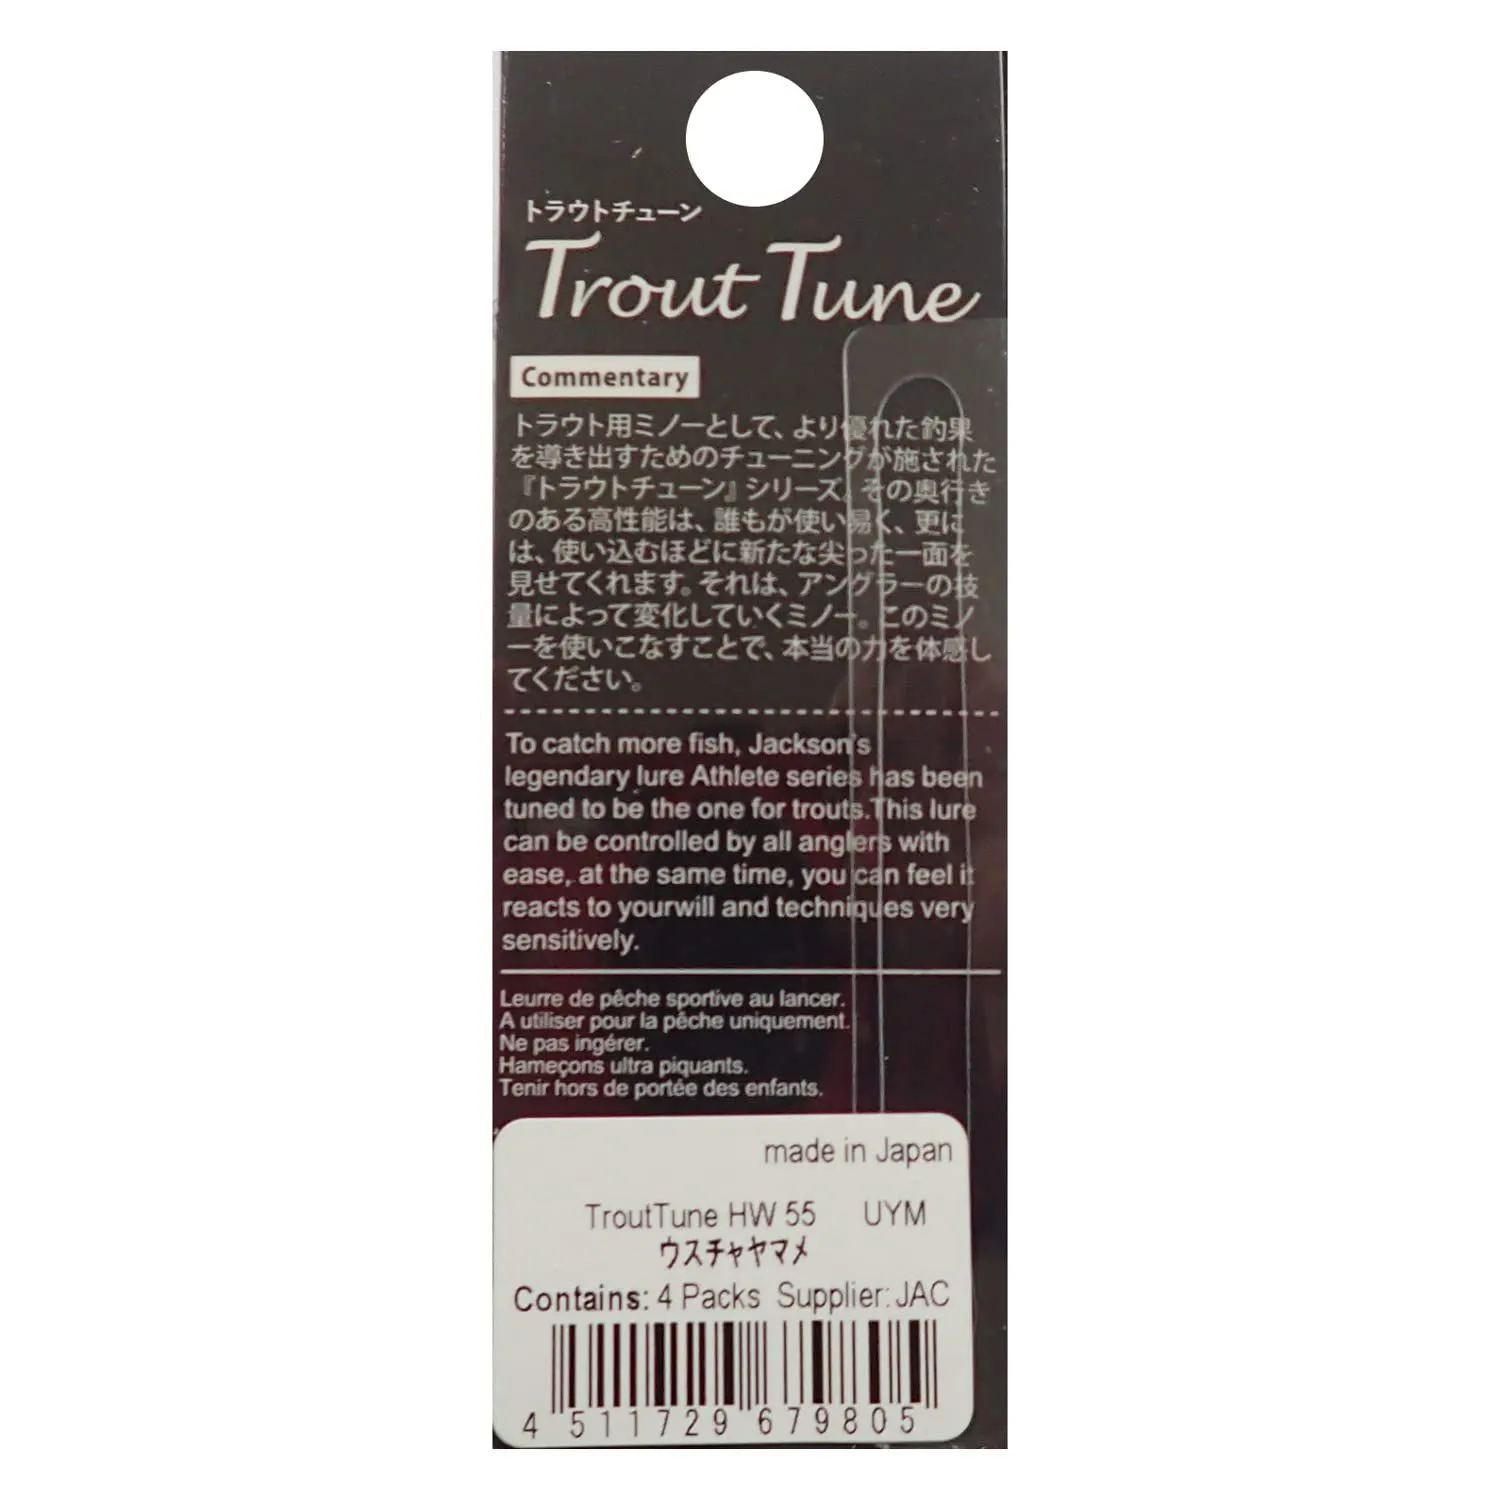 トラウトチューン
Trout Tune
Commentary
トラウト用ミノーとして、より優れた釣果
を導き出すためのチューニングが施された
『トラウトチューン』シリーズ。その奥行き
のある高性能は、誰もが使い易く、更に
は、使い込むほどに新たな尖った一面を
見せてくれます。それは、アングラーの技
量によって変化していくミノー。このミノ
ーを使いこなすことで、本当の力を体感し
てください。
To catch more fish, Jackson's
legendary lure Athlete series has been
tuned to be the one for trouts.This lure
can be controlled by all anglers with
ease, at the same time, you can feel it
reacts to yourwill and techniques very
sensitively.
Leurre de pêche sportive au lancer.
A utiliser pour la pêche uniquement.
Ne pas ingérer.
Hameçons ultra piquants.
Tenir hors de portée des enfants.
made in Japan
TroutTune HW 55 UYM
ウスチャヤマメ
Contains: 4 Packs Supplier: JAC
4 511729 679805